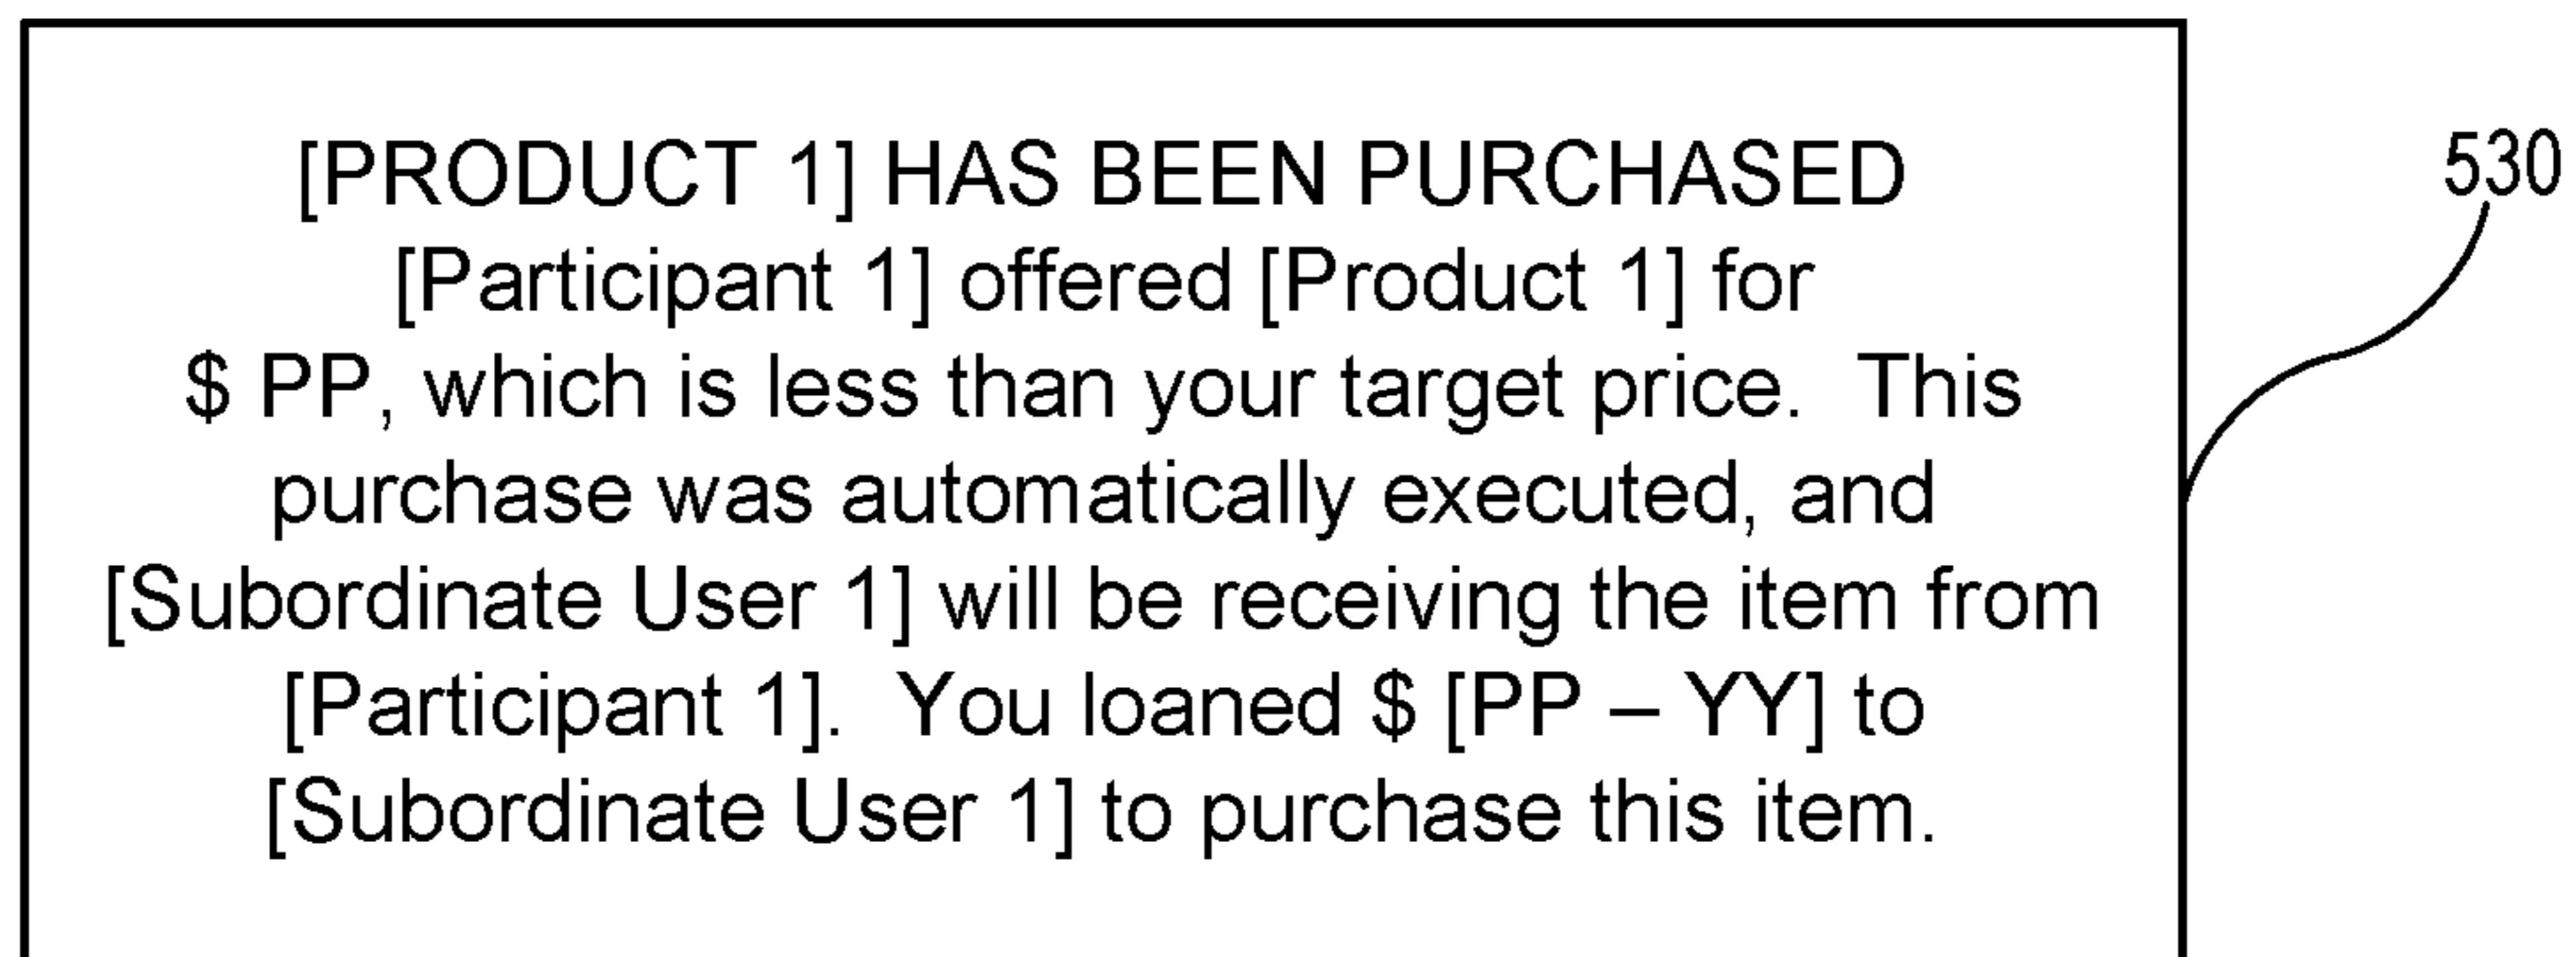 [PRODUCT 1] HAS BEEN PURCHASED
[Participant 1] offered [Product 1] for
$ PP, which is less than your target price.  This
purchase was automatically executed, and
[Subordinate User 1] will be receiving the item from
[Participant 1].  You loaned $ [PP – YY] to
[Subordinate User 1] to purchase this item.
530